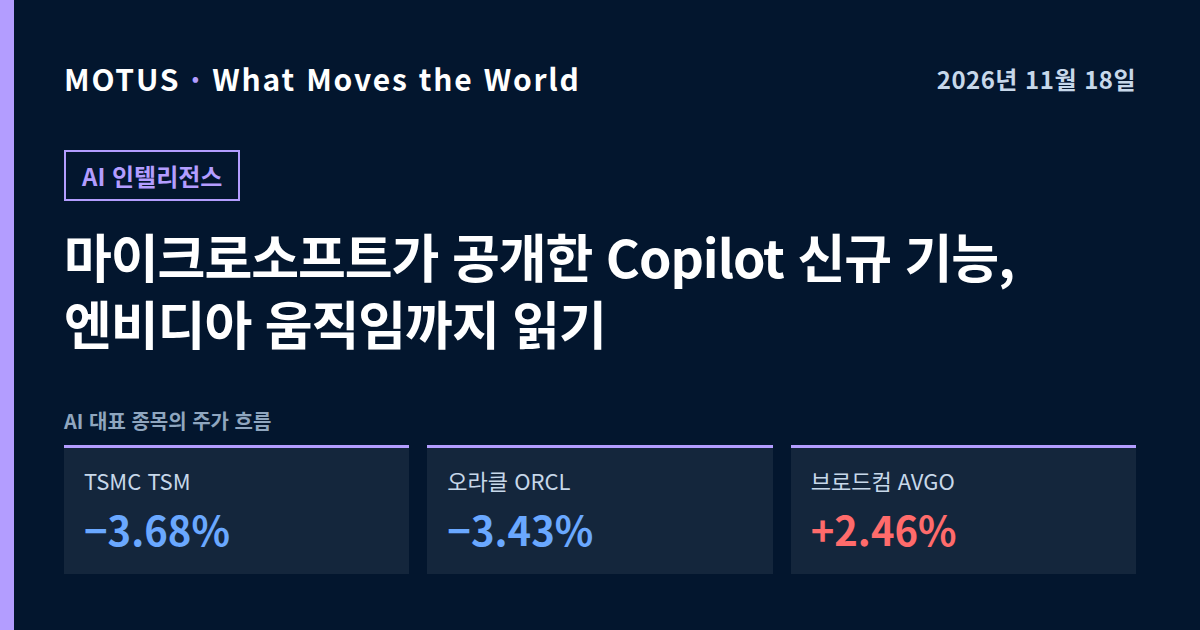 MOTUS · What Moves the World
2026년 11월 18일
AI 인텔리전스
마이크로소프트가 공개한 Copilot 신규 기능,
엔비디아 움직임까지 읽기
AI 대표 종목의 주가 흐름
TSMC TSM
−3.68%
오라클 ORCL
−3.43%
브로드컴 AVGO
+2.46%